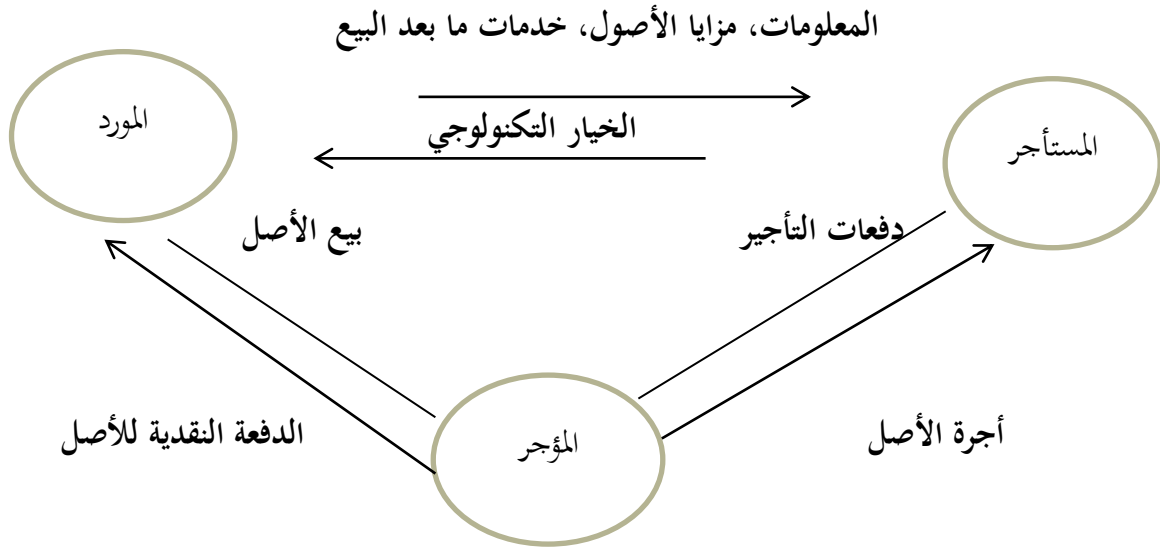 المعلومات، مزايا الأصول، خدمات ما بعد البيع
المورد
الخيار التكنولوجي
المستأجر
بيع الأصل
دفعات التأجير
الدفعة النقدية للأصل
المؤجر
أجرة الأصل